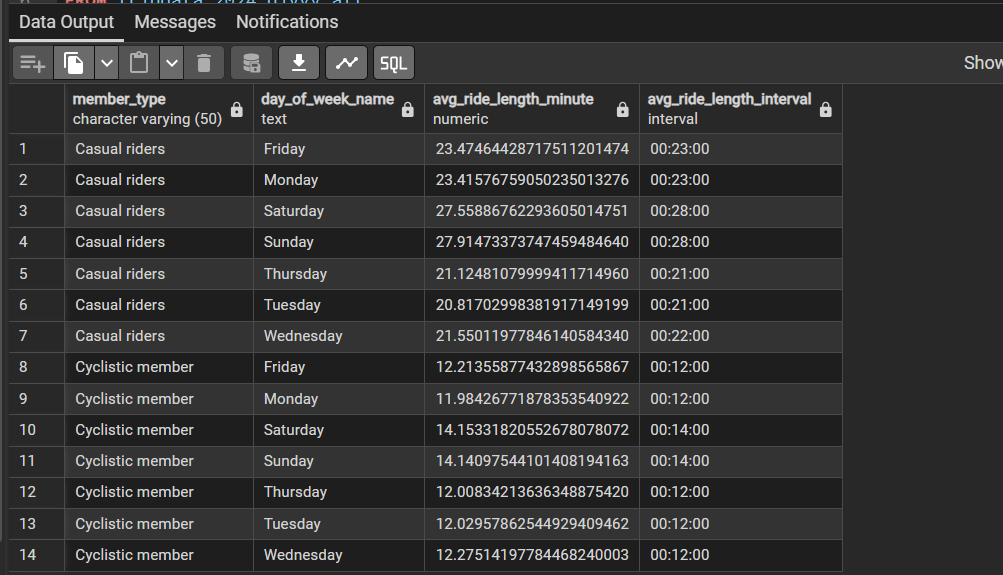 Data Output Messages Notifications
SQL Show
member_type day_of_week_name avg_ride_length_minute avg_ride_length_interval
character varying (50) text numeric interval
1 Casual riders Friday 23.47464428717511201474 00:23:00
2 Casual riders Monday 23.41576759050235013276 00:23:00
3 Casual riders Saturday 27.55886762293605014751 00:28:00
4 Casual riders Sunday 27.91473373747459484640 00:28:00
5 Casual riders Thursday 21.12481079999411714960 00:21:00
6 Casual riders Tuesday 20.81702998381917149199 00:21:00
7 Casual riders Wednesday 21.55011977846140584340 00:22:00
8 Cyclistic member Friday 12.21355877432898565867 00:12:00
9 Cyclistic member Monday 11.98426771878353540922 00:12:00
10 Cyclistic member Saturday 14.15331820552678078072 00:14:00
11 Cyclistic member Sunday 14.14097544101408194163 00:14:00
12 Cyclistic member Thursday 12.00834213636348875420 00:12:00
13 Cyclistic member Tuesday 12.02957862544929409462 00:12:00
14 Cyclistic member Wednesday 12.27514197784468240003 00:12:00